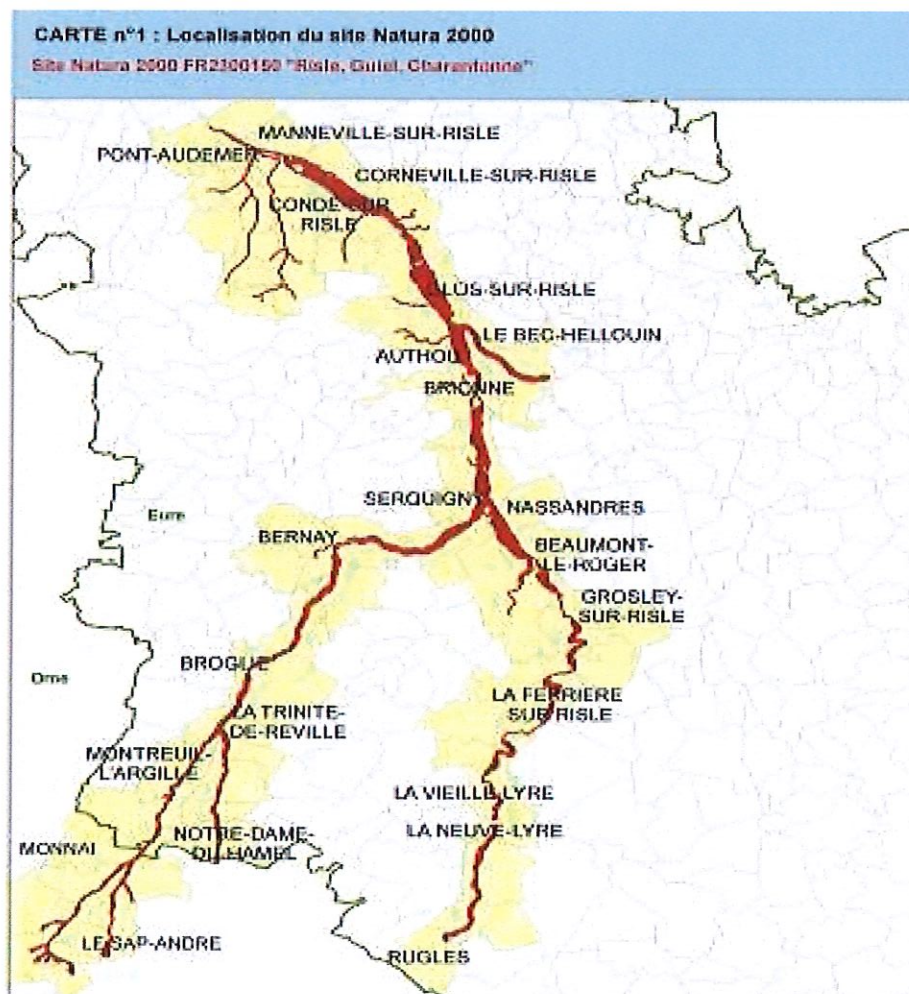 CARTE n°1 : Localisation du site Natura 2000
Site Natura 2000 FR2300150 "Risle, Guiel, Charentonne"
MANNEVILLE-SUR-RISLE
PONT-AUDEMER
CORNEVILLE-SUR-RISLE
CONDE-SUR
RISLE
LOS-SUR-RISLE
LE BEC-HELLOUIN
AUTHOU
BRIONNE
SERQUIGNY
NASSANDRES
Eure
BERNAY
BEAUMONT-
LE-ROGER
GROSLEY-
SUR-RISLE
BROGLIE
Orne
LA FERRIERE
SUR RISLE
LA TRINITE-
DE-REVILLE
MONTREUIL-
L'ARGILLE
LA VIEILLE-LYRE
LA NEUVE-LYRE
NOTRE-DAME-
DU-HAMEL
MONNAI
LE SAP-ANDRE
RUGLES